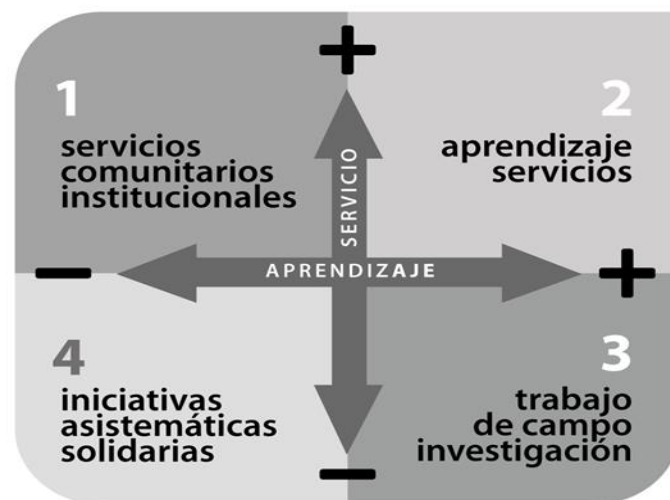 +
1
servicios
comunitarios
institucionales
2
aprendizaje
servicios
SERVICIO
APRENDIZAJE
−
+
4
iniciativas
asistemáticas
solidarias
3
trabajo
de campo
investigación
−